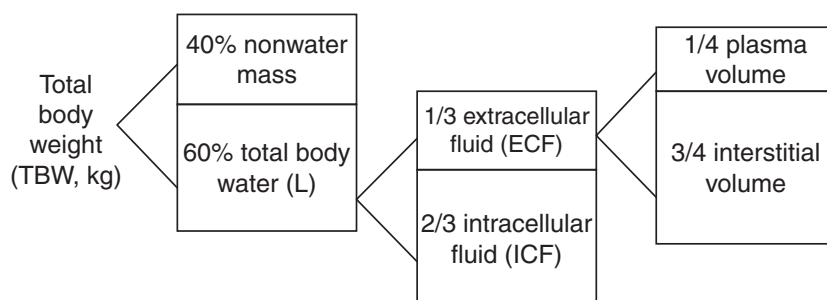 Total
body
weight
(TBW, kg)
40% nonwater
mass
60% total body
water (L)
1/3 extracellular
fluid (ECF)
2/3 intracellular
fluid (ICF)
1/4 plasma
volume
3/4 interstitial
volume